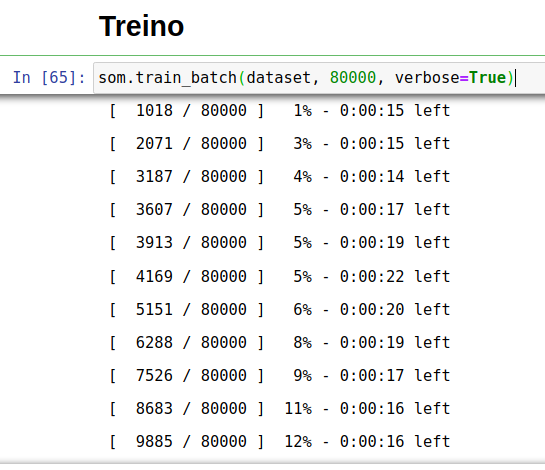 Treino
In [65]: som.train_batch(dataset, 80000, verbose=True)
[ 1018 / 80000 ] 1% - 0:00:15 left
[ 2071 / 80000 ] 3% - 0:00:15 left
[ 3187 / 80000 ] 4% - 0:00:14 left
[ 3607 / 80000 ] 5% - 0:00:17 left
[ 3913 / 80000 ] 5% - 0:00:19 left
[ 4169 / 80000 ] 5% - 0:00:22 left
[ 5151 / 80000 ] 6% - 0:00:20 left
[ 6288 / 80000 ] 8% - 0:00:19 left
[ 7526 / 80000 ] 9% - 0:00:17 left
[ 8683 / 80000 ] 11% - 0:00:16 left
[ 9885 / 80000 ] 12% - 0:00:16 left